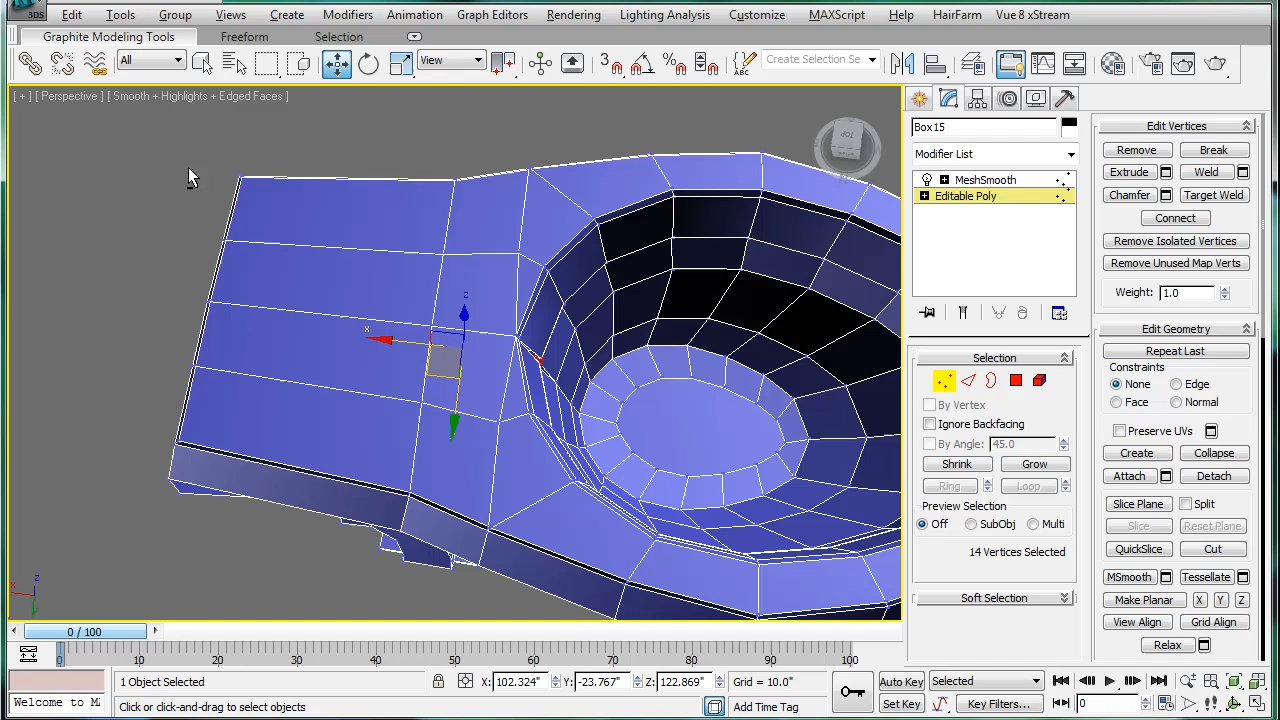 3DS Edit Tools Group Views Create Modifiers Animation Graph Editors Rendering Lighting Analysis Customize MAXScript Help HairFarm Vue 8 xStream
Graphite Modeling Tools Freeform Selection
All View 3 ABC Create Selection Se
[ + ] [ Perspective ] [ Smooth + Highlights + Edged Faces ]
TOP
Box15
Modifier List
MeshSmooth
Editable Poly
Selection
By Vertex
Ignore Backfacing
By Angle: 45.0
Shrink Grow
Ring Loop
Preview Selection
Off SubObj Multi
14 Vertices Selected
Soft Selection
Edit Vertices
Remove Break
Extrude Weld
Chamfer Target Weld
Connect
Remove Isolated Vertices
Remove Unused Map Verts
Weight: 1.0
Edit Geometry
Repeat Last
Constraints
None Edge
Face Normal
Preserve UVs
Create Collapse
Attach Detach
Slice Plane Split
Slice Reset Plane
QuickSlice Cut
MSmooth Tessellate
Make Planar X Y Z
View Align Grid Align
Relax
z
x
z
x
0 / 100
0 10 20 30 40 50 60 70 80 90 100
1 Object Selected X: 102.324" Y: -23.767" Z: 122.869" Grid = 10.0" Auto Key Selected
Welcome to M Click or click-and-drag to select objects Add Time Tag Set Key Key Filters... 0